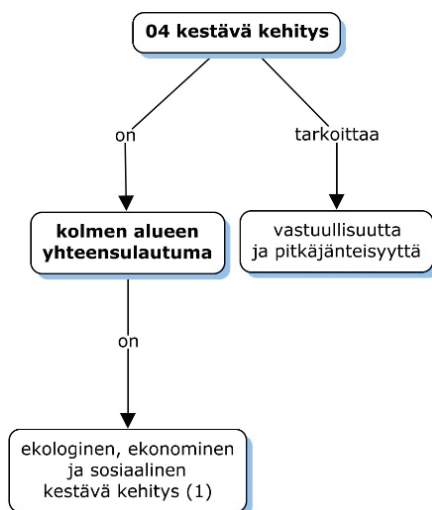 04 kestävä kehitys
on
tarkoittaa
kolmen alueen
yhteensulautuma
vastuullisuutta
ja pitkäjänteisyyttä
on
ekologinen, ekonominen
ja sosiaalinen
kestävä kehitys (1)